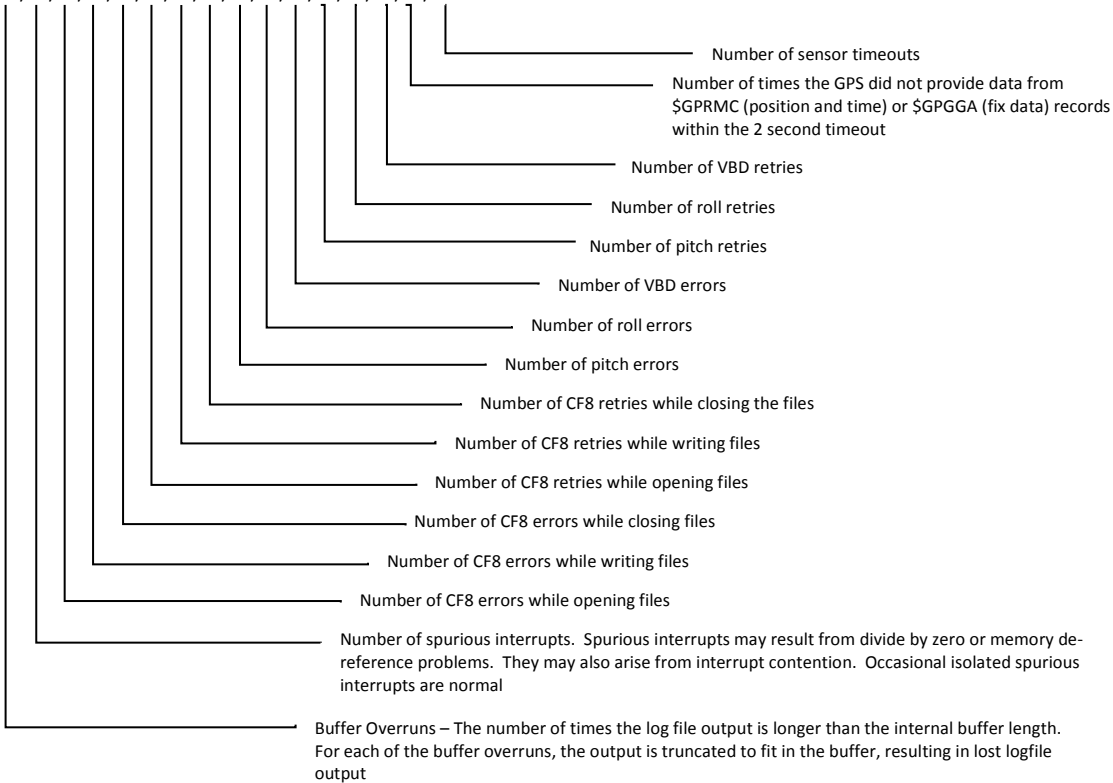 Number of sensor timeouts
Number of times the GPS did not provide data from
$GPRMC (position and time) or $GPGGA (fix data) records
within the 2 second timeout
Number of VBD retries
Number of roll retries
Number of pitch retries
Number of VBD errors
Number of roll errors
Number of pitch errors
Number of CF8 retries while closing the files
Number of CF8 retries while writing files
Number of CF8 retries while opening files
Number of CF8 errors while closing files
Number of CF8 errors while writing files
Number of CF8 errors while opening files
Number of spurious interrupts.  Spurious interrupts may result from divide by zero or memory de-
reference problems.  They may also arise from interrupt contention.  Occasional isolated spurious
interrupts are normal
Buffer Overruns – The number of times the log file output is longer than the internal buffer length.
For each of the buffer overruns, the output is truncated to fit in the buffer, resulting in lost logfile
output